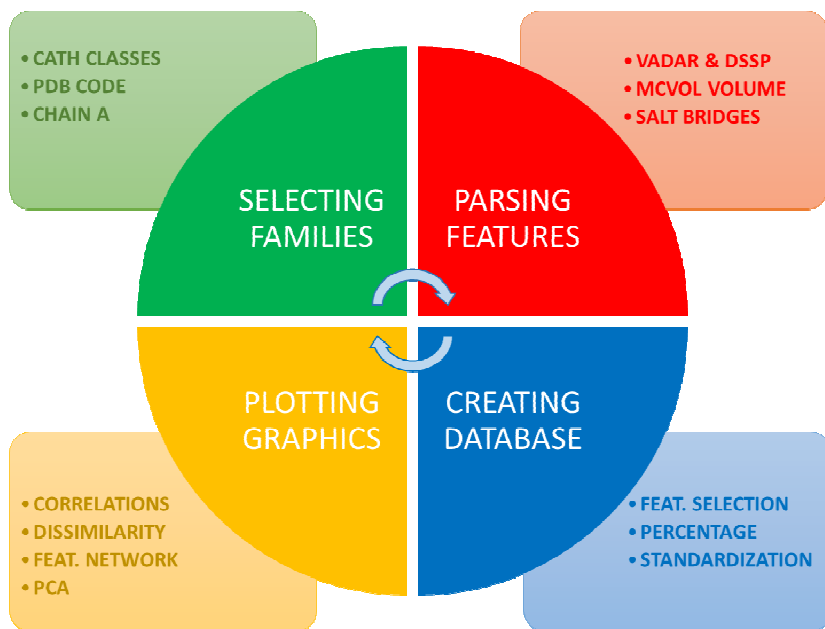 • CATH CLASSES
• PDB CODE
• CHAIN A
• VADAR & DSSP
• MCVOL VOLUME
• SALT BRIDGES
SELECTING
FAMILIES
PARSING
FEATURES
PLOTTING
GRAPHICS
CREATING
DATABASE
• CORRELATIONS
• DISSIMILARITY
• FEAT. NETWORK
• PCA
• FEAT. SELECTION
• PERCENTAGE
• STANDARDIZATION